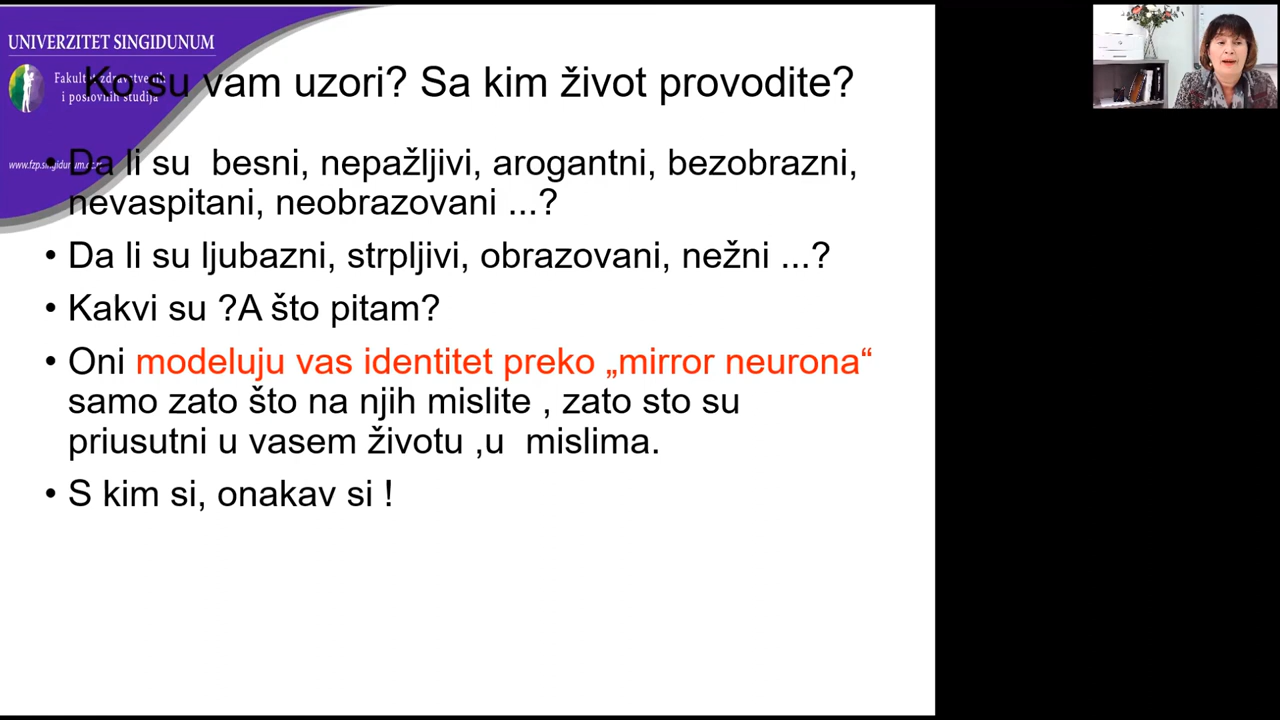 UNIVERZITET SINGIDUNUM
Fakultet zdravstvenih
i poslovnih studija
Ko su vam uzori? Sa kim život provodite?
www.fzp.singidunum.ac.rs
• Da li su besni, nepažljivi, arogantni, bezobrazni,
nevaspitani, neobrazovani ...?
• Da li su ljubazni, strpljivi, obrazovani, nežni ...?
• Kakvi su ?A što pitam?
• Oni modeluju vas identitet preko „mirror neurona“
samo zato što na njih mislite , zato sto su
priusutni u vasem životu ,u mislima.
• S kim si, onakav si !